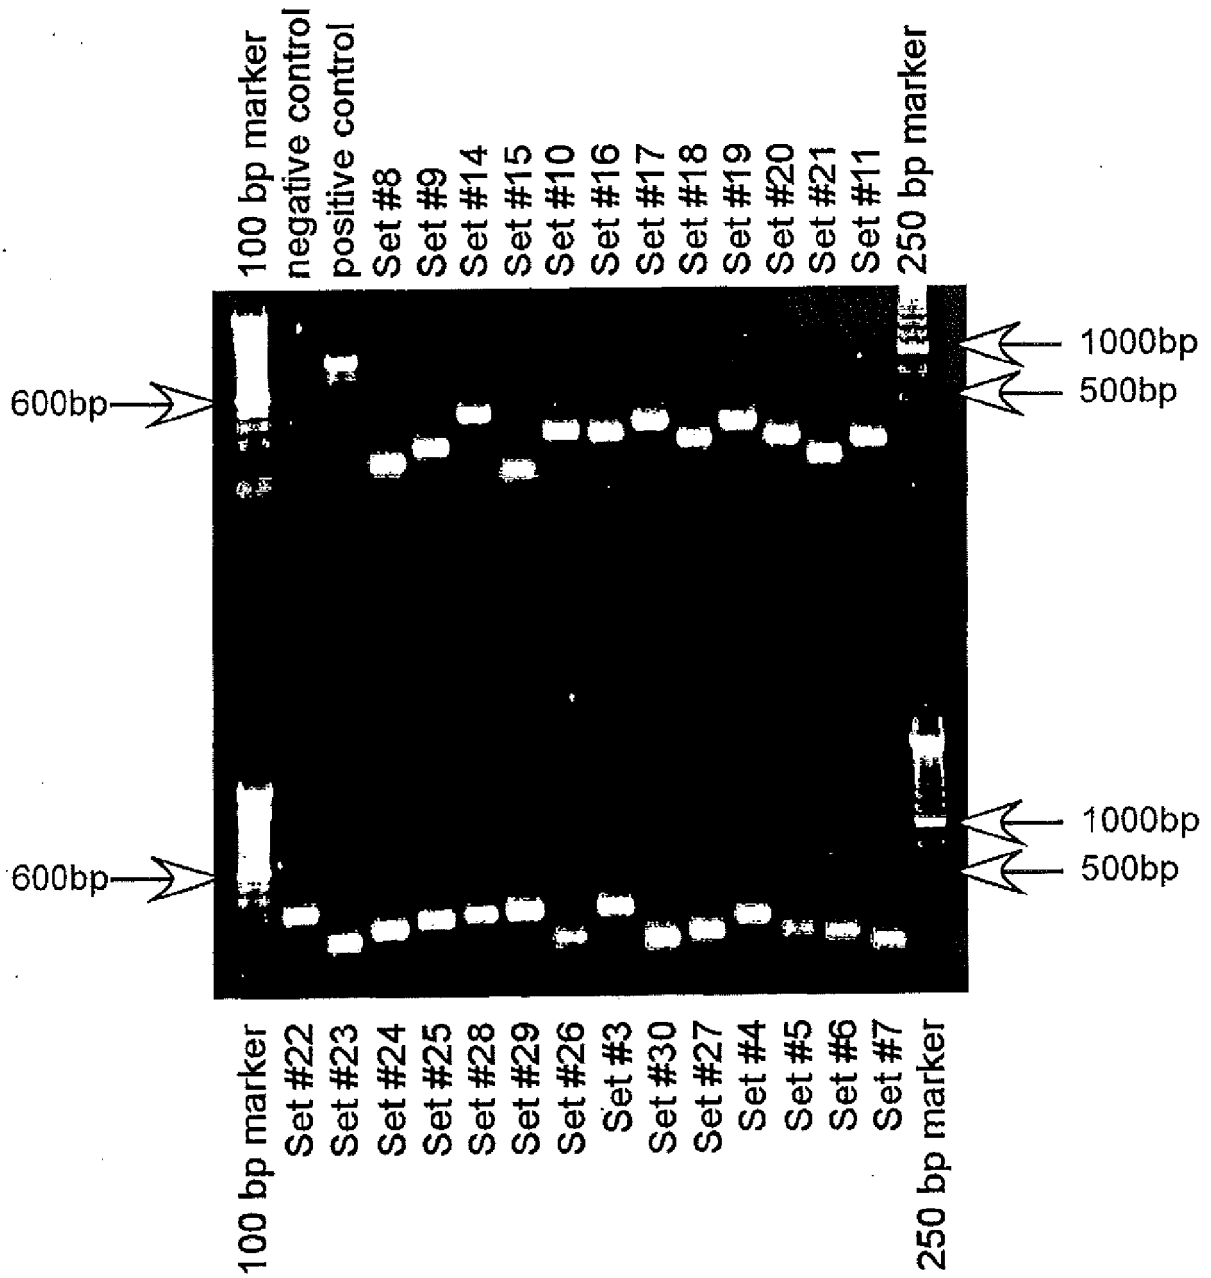 100 bp marker
negative control
positive control
Set #8
Set #9
Set #14
Set #15
Set #10
Set #16
Set #17
Set #18
Set #19
Set #20
Set #21
Set #11
250 bp marker
1000bp
500bp
600bp
1000bp
500bp
600bp
100 bp marker
Set #22
Set #23
Set #24
Set #25
Set #28
Set #29
Set #26
Set #3
Set #30
Set #27
Set #4
Set #5
Set #6
Set #7
250 bp marker